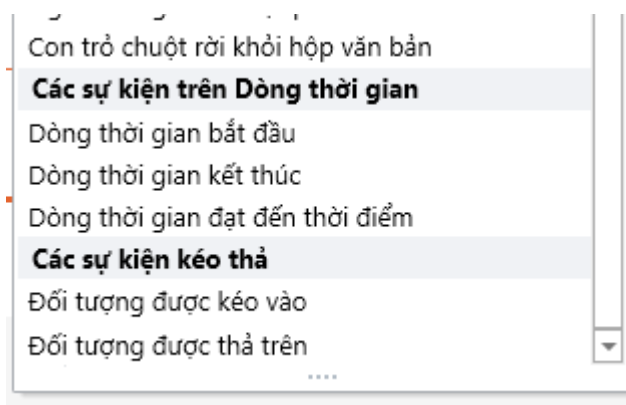 Con trỏ chuột rời khỏi hộp văn bản
Các sự kiện trên Dòng thời gian
Dòng thời gian bắt đầu
Dòng thời gian kết thúc
Dòng thời gian đạt đến thời điểm
Các sự kiện kéo thả
Đối tượng được kéo vào
Đối tượng được thả trên